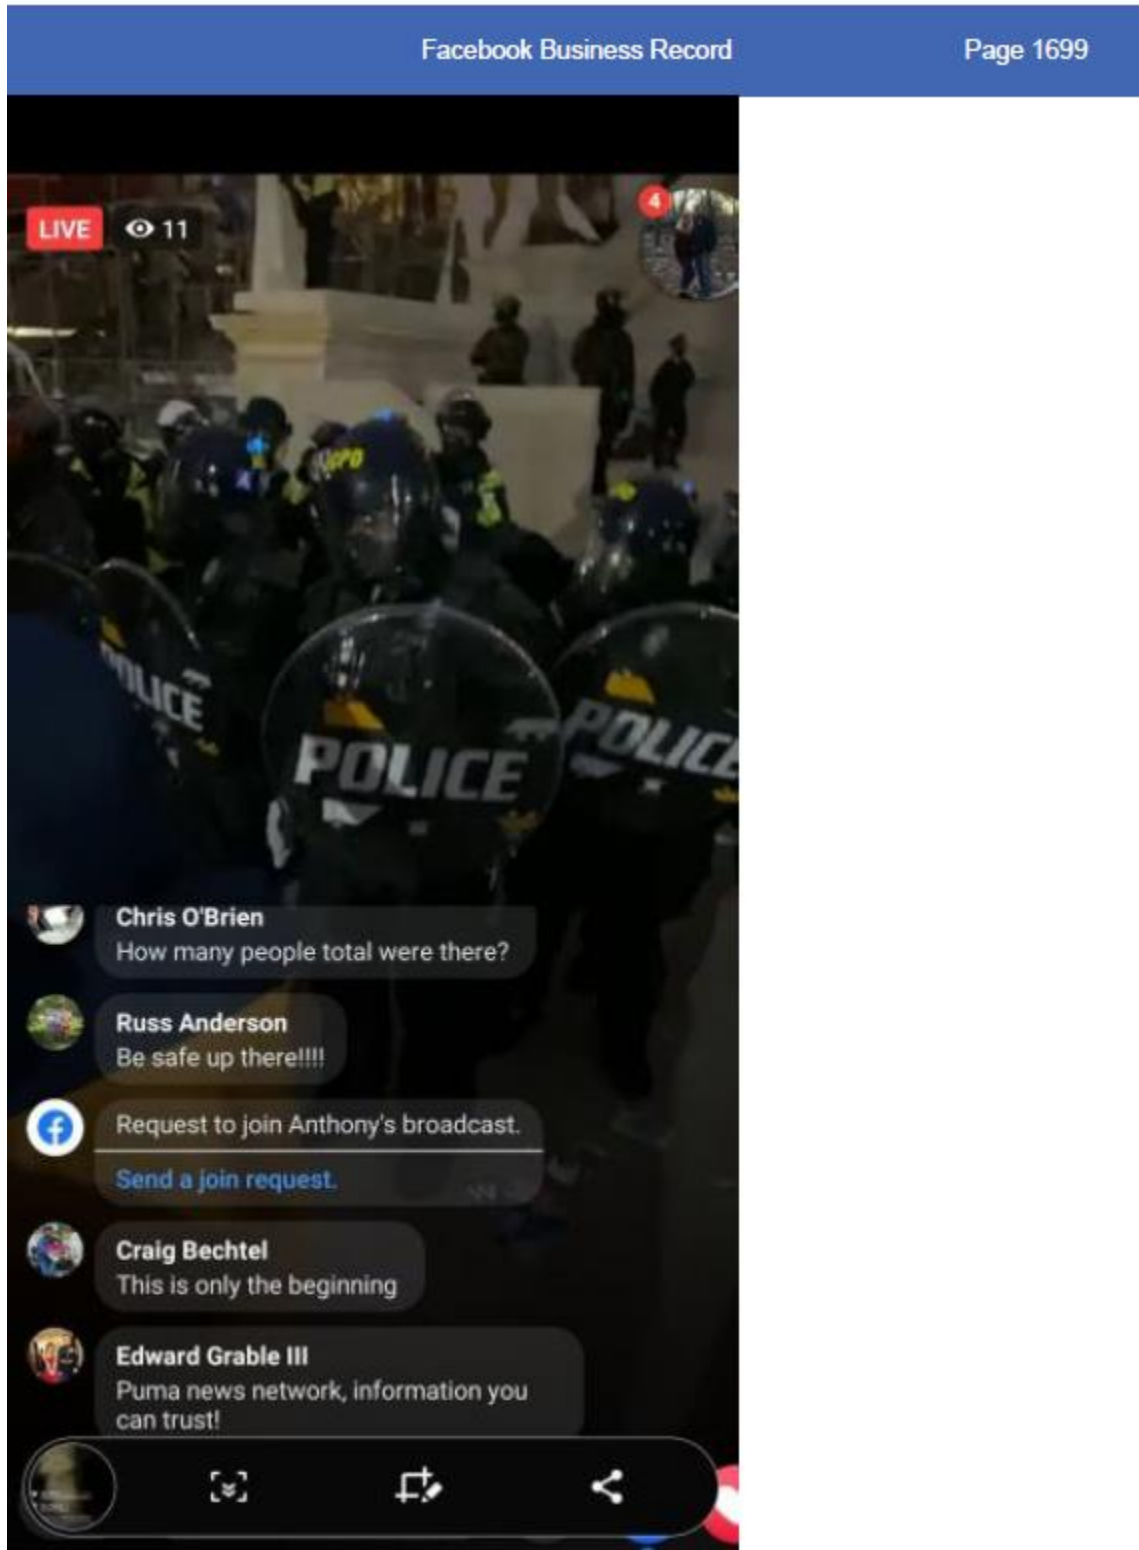 Facebook Business Record Page 1699
LIVE 11
4
POLICE
POLICE
POLICE
Chris O'Brien
How many people total were there?
Russ Anderson
Be safe up there!!!!
Request to join Anthony's broadcast.
Send a join request.
Craig Bechtel
This is only the beginning
Edward Grable III
Puma news network, information you
can trust!